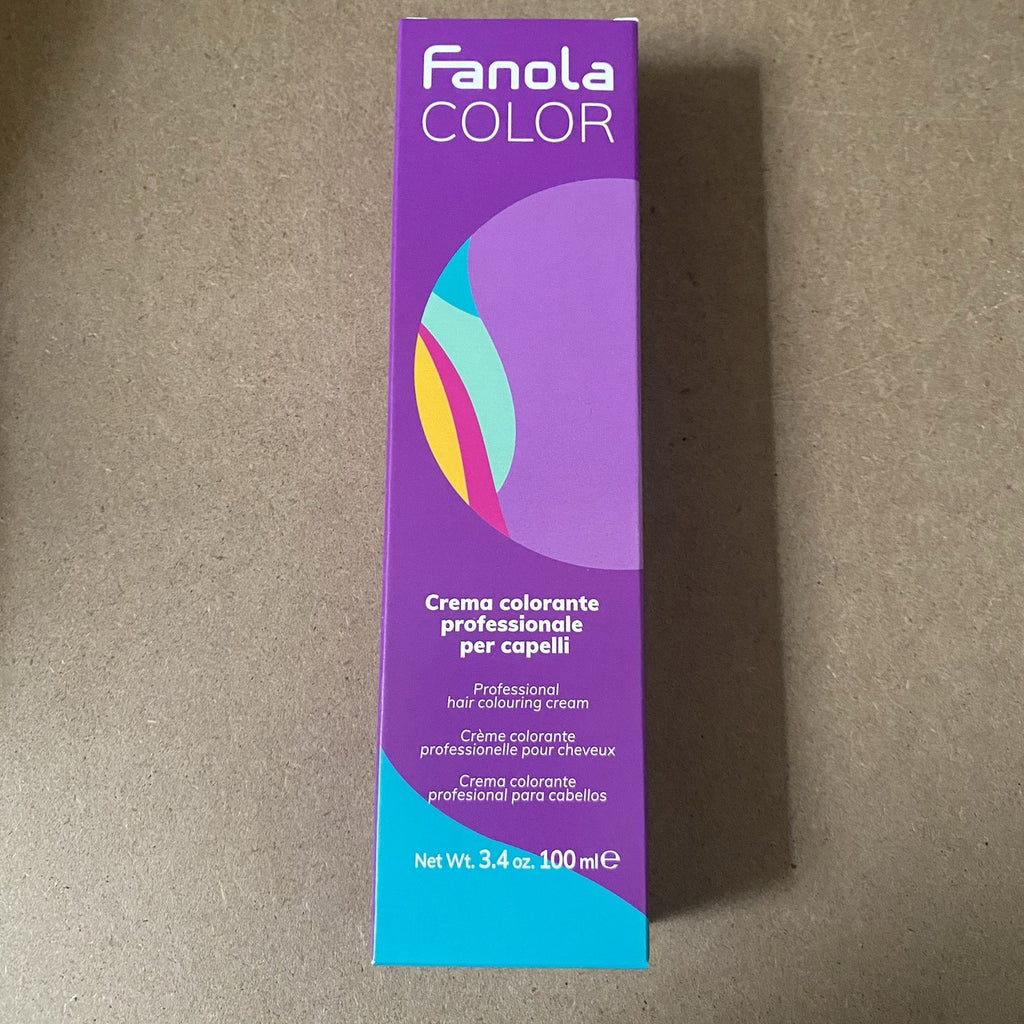 Fanola
COLOR
Crema colorante
professionale
per capelli
Professional
hair colouring cream
Crème colorante
professionelle pour cheveux
Crema colorante
profesional para cabellos
Net Wt. 3.4 oz. 100 ml ℮